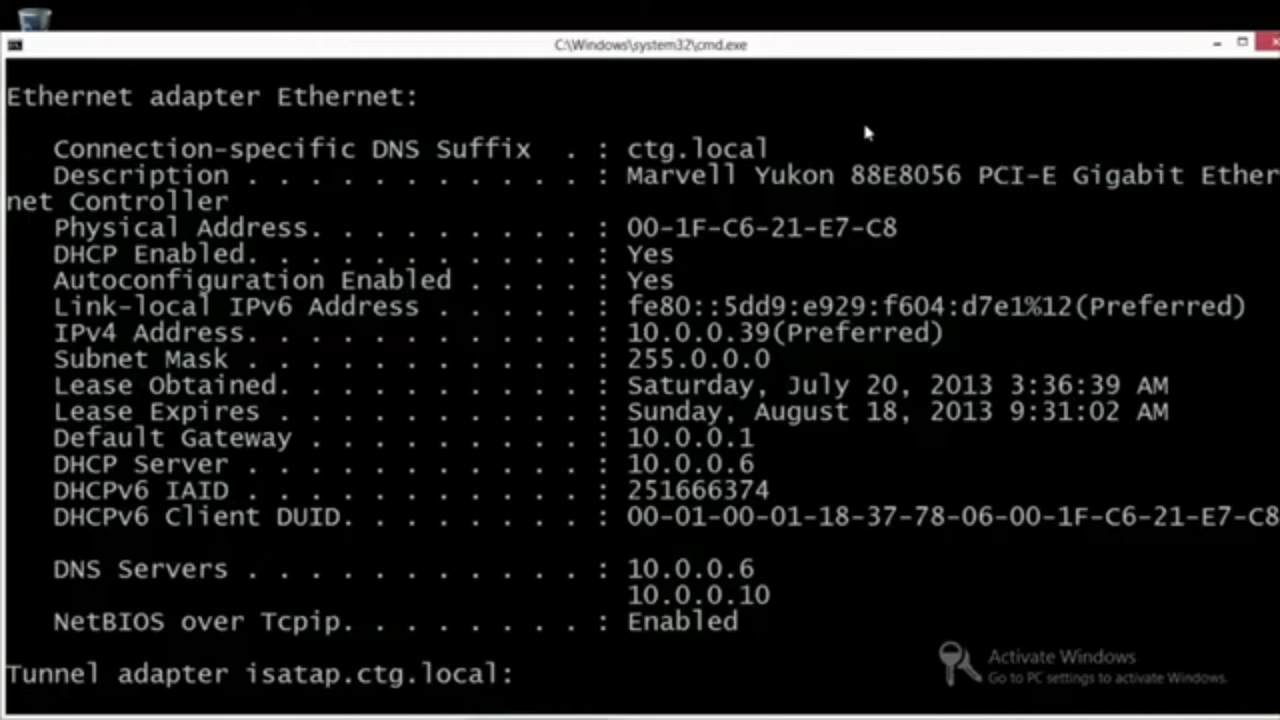 C:\Windows\system32\cmd.exe
Ethernet adapter Ethernet:
Connection-specific DNS Suffix  . : ctg.local
Description . . . . . . . . . . . : Marvell Yukon 88E8056 PCI-E Gigabit Ether
net Controller
Physical Address. . . . . . . . . : 00-1F-C6-21-E7-C8
DHCP Enabled. . . . . . . . . . . : Yes
Autoconfiguration Enabled . . . . : Yes
Link-local IPv6 Address . . . . . : fe80::5dd9:e929:f604:d7e1%12(Preferred)
IPv4 Address. . . . . . . . . . . : 10.0.0.39(Preferred)
Subnet Mask . . . . . . . . . . . : 255.0.0.0
Lease Obtained. . . . . . . . . . : Saturday, July 20, 2013 3:36:39 AM
Lease Expires . . . . . . . . . . : Sunday, August 18, 2013 9:31:02 AM
Default Gateway . . . . . . . . . : 10.0.0.1
DHCP Server . . . . . . . . . . . : 10.0.0.6
DHCPv6 IAID . . . . . . . . . . . : 251666374
DHCPv6 Client DUID. . . . . . . . : 00-01-00-01-18-37-78-06-00-1F-C6-21-E7-C8
DNS Servers . . . . . . . . . . . : 10.0.0.6
10.0.0.10
NetBIOS over Tcpip. . . . . . . . : Enabled
Tunnel adapter isatap.ctg.local:
Activate Windows
Go to PC settings to activate Windows.